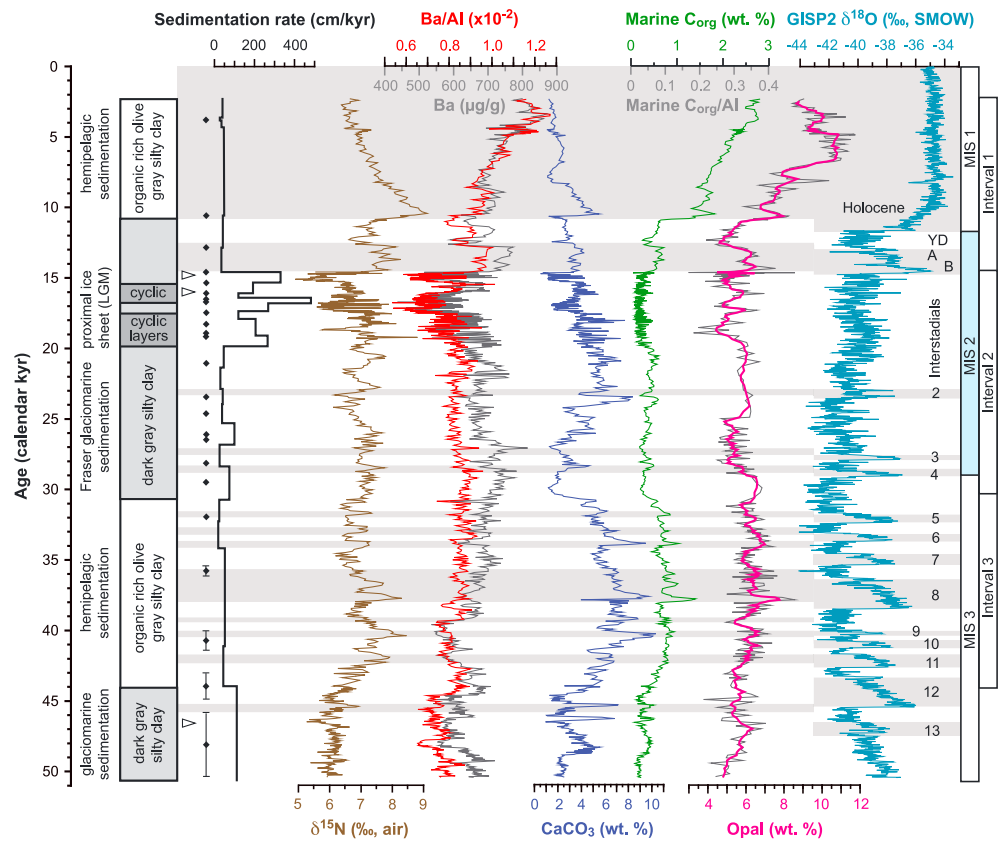 Sedimentation rate (cm/kyr)
Ba/Al (x10-2)
Marine Corg (wt. %)
GISP2 δ18O (‰, SMOW)
0 200 400
0.6 0.8 1.0 1.2
0 1 2 3
-44 -42 -40 -38 -36 -34
400 500 600 700 800 900
Ba (µg/g)
0 0.1 0.2 0.3 0.4
Marine Corg/Al
Age (calendar kyr)
0
5
10
15
20
25
30
35
40
45
50
hemipelagic
sedimentation
organic rich olive
gray silty clay
proximal ice
sheet (LGM)
cyclic
cyclic
layers
Fraser glaciomarine
sedimentation
dark gray silty clay
hemipelagic
sedimentation
organic rich olive
gray silty clay
glaciomarine
sedimentation
dark gray
silty clay
Holocene
YD
A
B
Interstadials
2
3
4
5
6
7
8
9
10
11
12
13
MIS 1
MIS 2
MIS 3
Interval 1
Interval 2
Interval 3
5 6 7 8 9
δ15N (‰, air)
0 2 4 6 8 10
CaCO3 (wt. %)
4 6 8 10 12
Opal (wt. %)